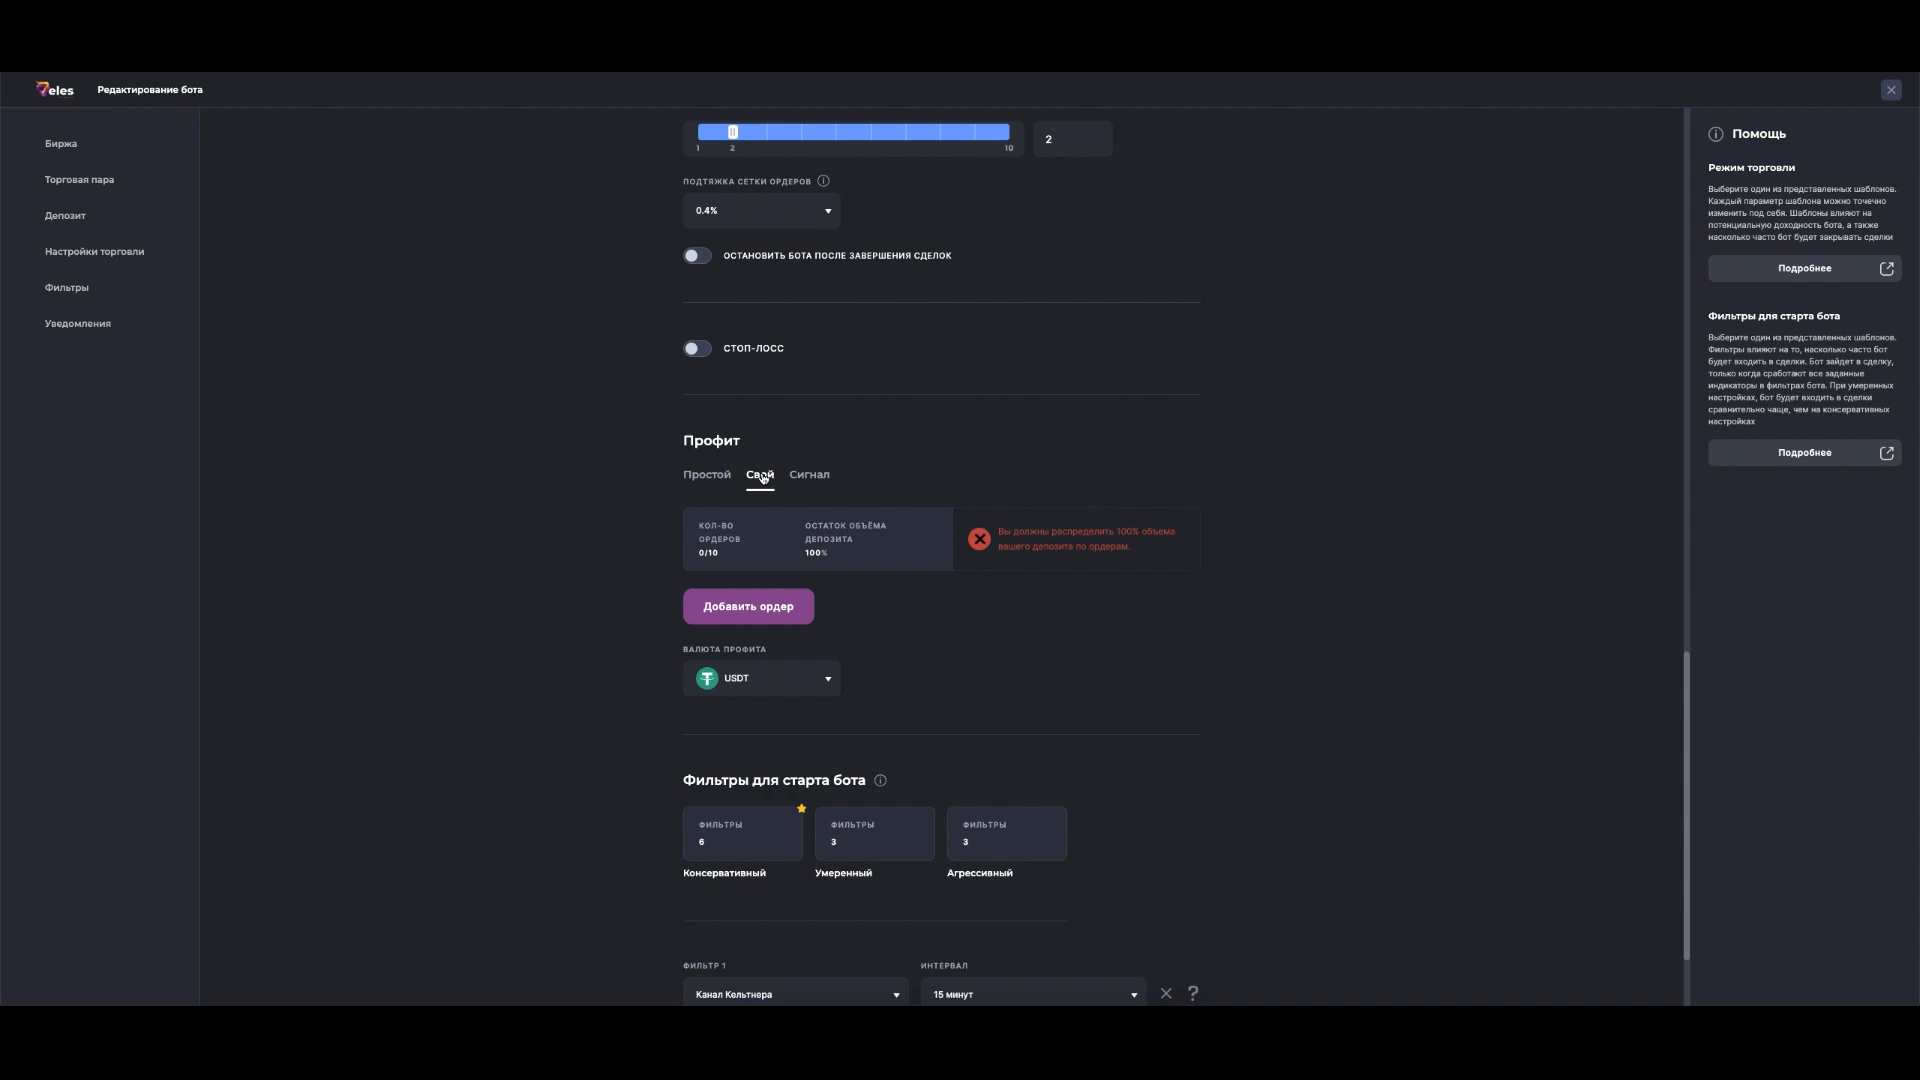 Veles
Редактирование бота
Биржа
Торговая пара
Депозит
Настройки торговли
Фильтры
Уведомления
1
2
10
2
ПОДТЯЖКА СЕТКИ ОРДЕРОВ
0.4%
ОСТАНОВИТЬ БОТА ПОСЛЕ ЗАВЕРШЕНИЯ СДЕЛОК
СТОП-ЛОСС
Профит
Простой Свой Сигнал
КОЛ-ВО
ОРДЕРОВ
0/10
ОСТАТОК ОБЪЁМА
ДЕПОЗИТА
100%
Вы должны распределить 100% объема
вашего депозита по ордерам.
Добавить ордер
ВАЛЮТА ПРОФИТА
USDT
Фильтры для старта бота
ФИЛЬТРЫ
6
Консервативный
ФИЛЬТРЫ
3
Умеренный
ФИЛЬТРЫ
3
Агрессивный
ФИЛЬТР 1
Канал Кельтнера
ИНТЕРВАЛ
15 минут
?
Помощь
Режим торговли
Выберите один из представленных шаблонов.
Каждый параметр шаблона можно точечно
изменить под себя. Шаблоны влияют на
потенциальную доходность бота, а также
насколько часто бот будет закрывать сделки
Подробнее
Фильтры для старта бота
Выберите один из представленных шаблонов.
Фильтры влияют на то, насколько часто бот
будет входить в сделки. Бот зайдет в сделку,
только когда сработают все заданные
индикаторы в фильтрах бота. При умеренных
настройках, бот будет входить в сделки
сравнительно чаще, чем на консервативных
настройках
Подробнее